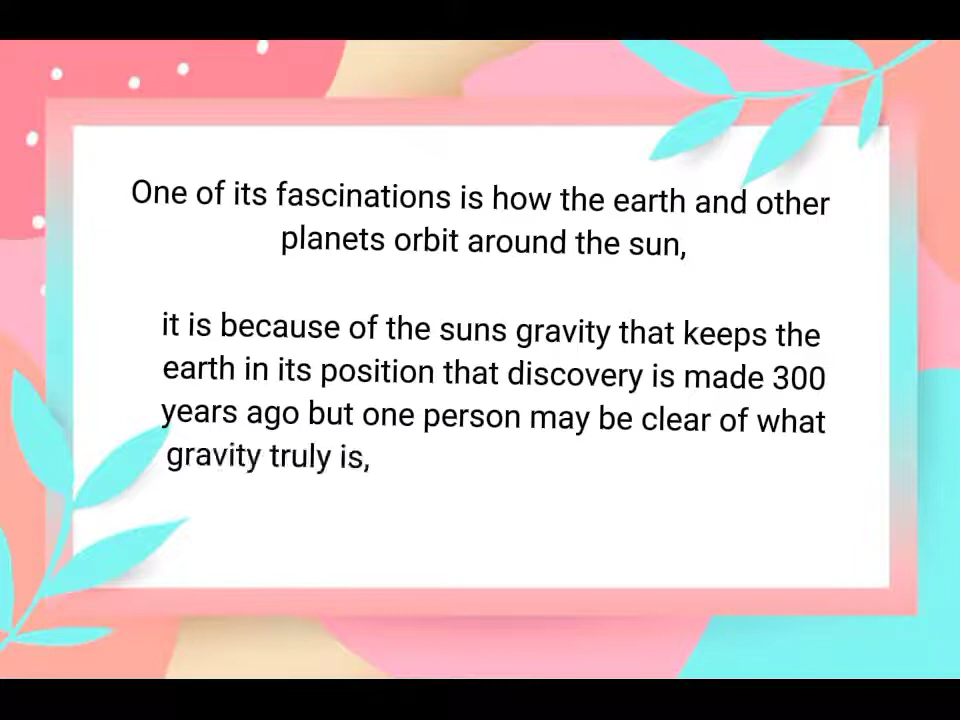 One of its fascinations is how the earth and other
planets orbit around the sun,
it is because of the suns gravity that keeps the
earth in its position that discovery is made 300
years ago but one person may be clear of what
gravity truly is,